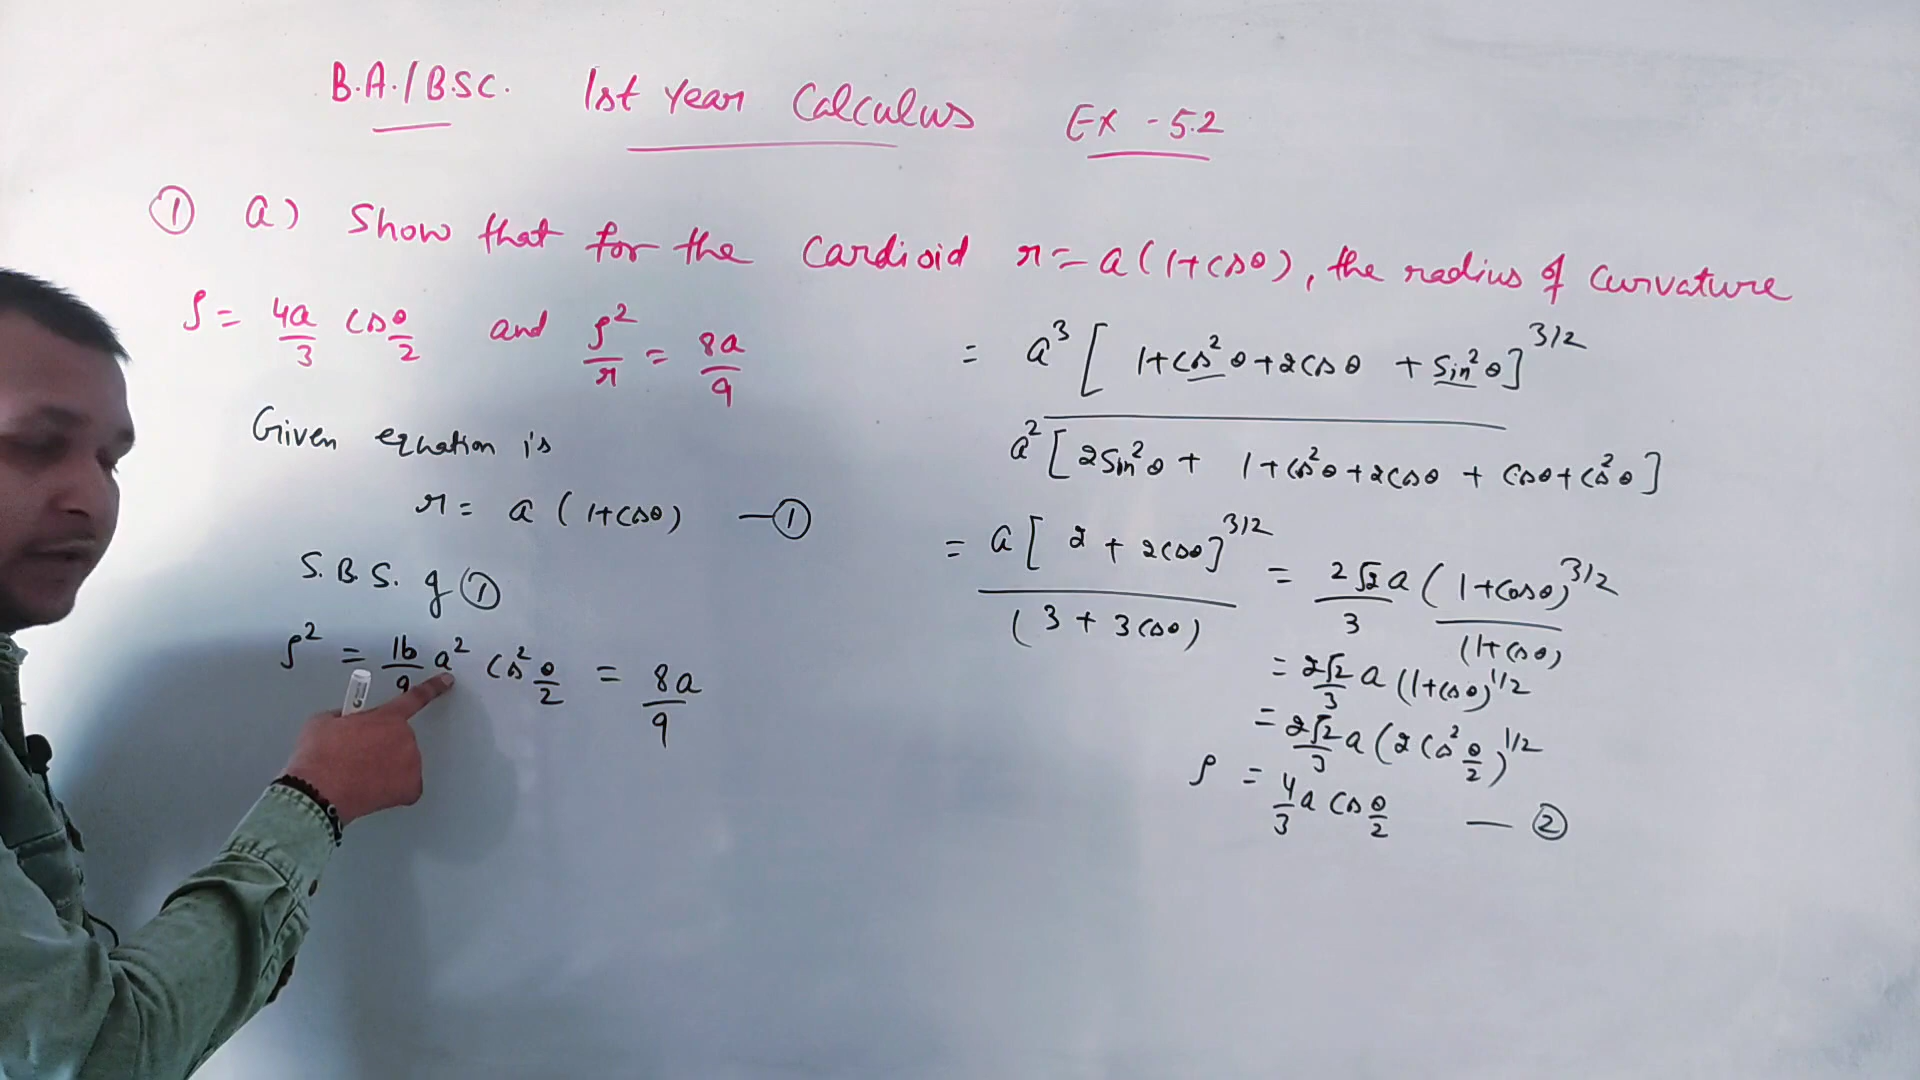 B.A./B.SC. 1st Year Calculus Ex - 5.2
① a) Show that for the Cardioid r = a(1+cosθ), the radius of Curvature
ρ = 4a/3 cos θ/2 and ρ²/r = 8a/9
Given equation is
r = a (1+cosθ) —①
S.B.S. of ①
ρ² = 16/9 a² cos² θ/2 = 8a/9
= a³ [ 1+cos²θ+2cosθ + Sin²θ]^3/2
a² [ 2Sin²θ + 1+cos²θ+2cosθ + cosθ+cos²θ ]
= a [ 2 + 2cosθ]^3/2 / (3 + 3cosθ) = 2√2a/3 (1+cosθ)^3/2 / (1+cosθ)
= 2√2/3 a (1+cosθ)^1/2
= 2√2/3 a (2cos² θ/2)^1/2
ρ = 4/3 a cos θ/2 — ②